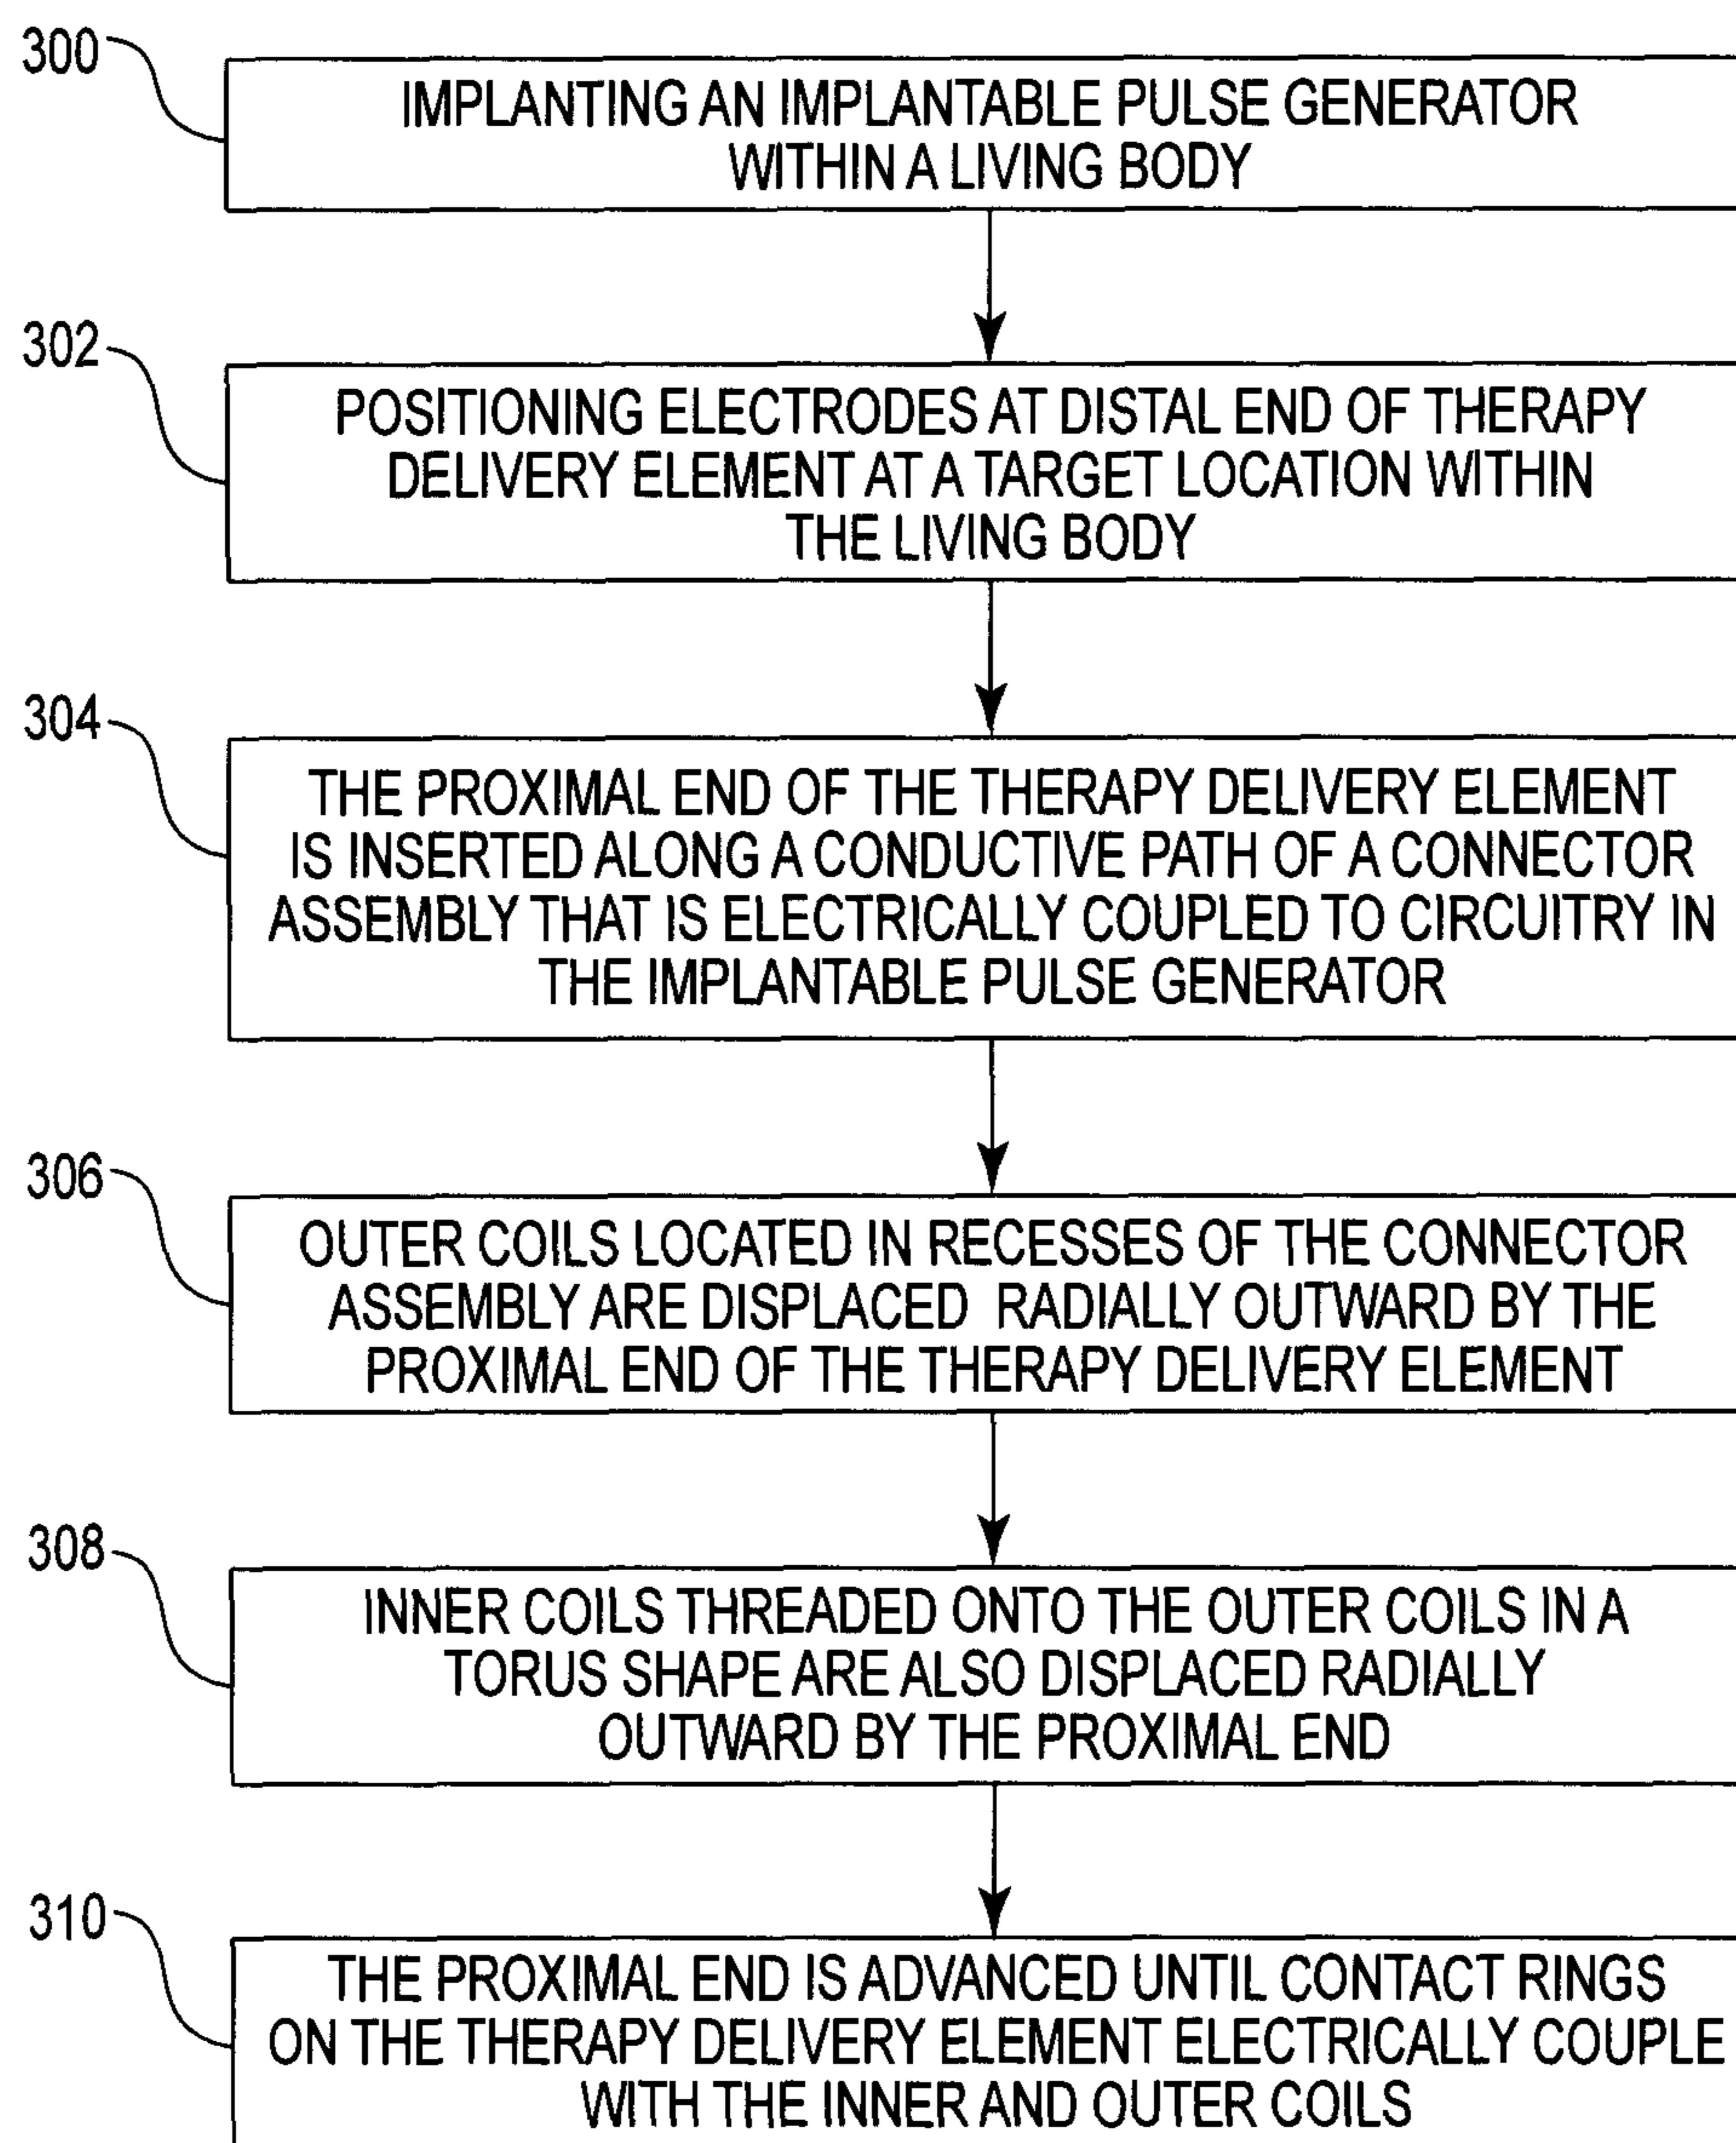 300
IMPLANTING AN IMPLANTABLE PULSE GENERATOR
WITHIN A LIVING BODY
302
POSITIONING ELECTRODES AT DISTAL END OF THERAPY
DELIVERY ELEMENT AT A TARGET LOCATION WITHIN
THE LIVING BODY
304
THE PROXIMAL END OF THE THERAPY DELIVERY ELEMENT
IS INSERTED ALONG A CONDUCTIVE PATH OF A CONNECTOR
ASSEMBLY THAT IS ELECTRICALLY COUPLED TO CIRCUITRY IN
THE IMPLANTABLE PULSE GENERATOR
306
OUTER COILS LOCATED IN RECESSES OF THE CONNECTOR
ASSEMBLY ARE DISPLACED RADIALLY OUTWARD BY THE
PROXIMAL END OF THE THERAPY DELIVERY ELEMENT
308
INNER COILS THREADED ONTO THE OUTER COILS IN A
TORUS SHAPE ARE ALSO DISPLACED RADIALLY
OUTWARD BY THE PROXIMAL END
310
THE PROXIMAL END IS ADVANCED UNTIL CONTACT RINGS
ON THE THERAPY DELIVERY ELEMENT ELECTRICALLY COUPLE
WITH THE INNER AND OUTER COILS